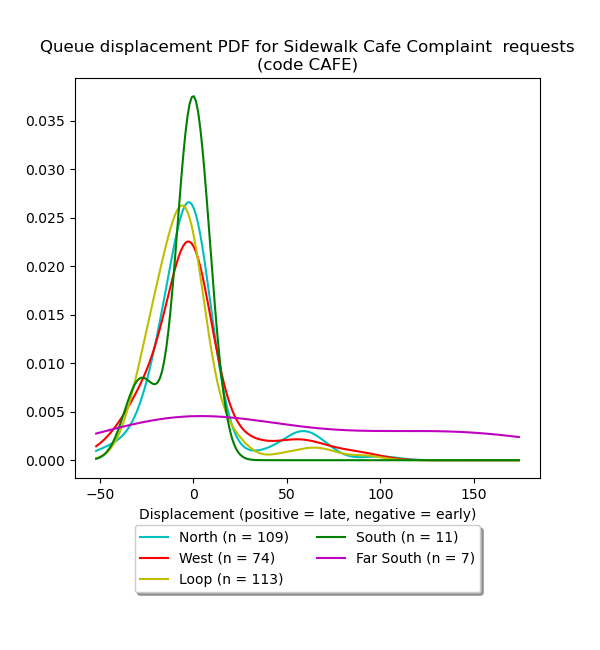 Queue displacement PDF for Sidewalk Cafe Complaint  requests
(code CAFE)
0.035
0.030
0.025
0.020
0.015
0.010
0.005
0.000
−50 0 50 100 150
Displacement (positive = late, negative = early)
North (n = 109) South (n = 11)
West (n = 74) Far South (n = 7)
Loop (n = 113)